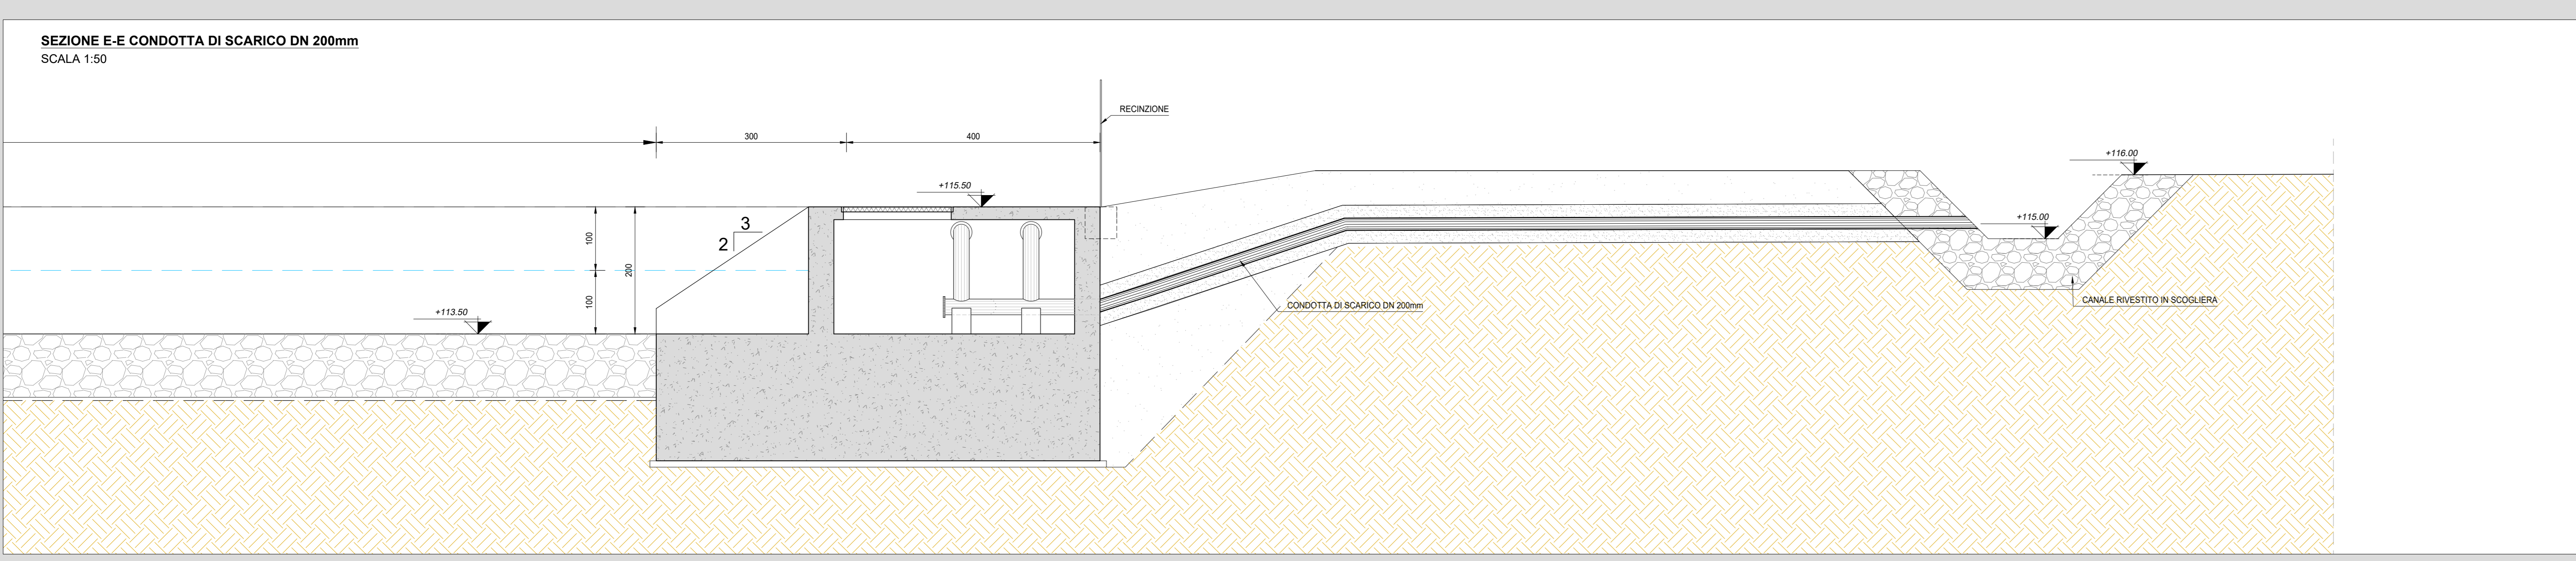 SEZIONE E-E CONDOTTA DI SCARICO DN 200mm
SCALA 1:50
RECINZIONE
300
400
+116.00
+115.50
+115.00
3
2
100
200
100
+113.50
CONDOTTA DI SCARICO DN 200mm
CANALE RIVESTITO IN SCOGLIERA